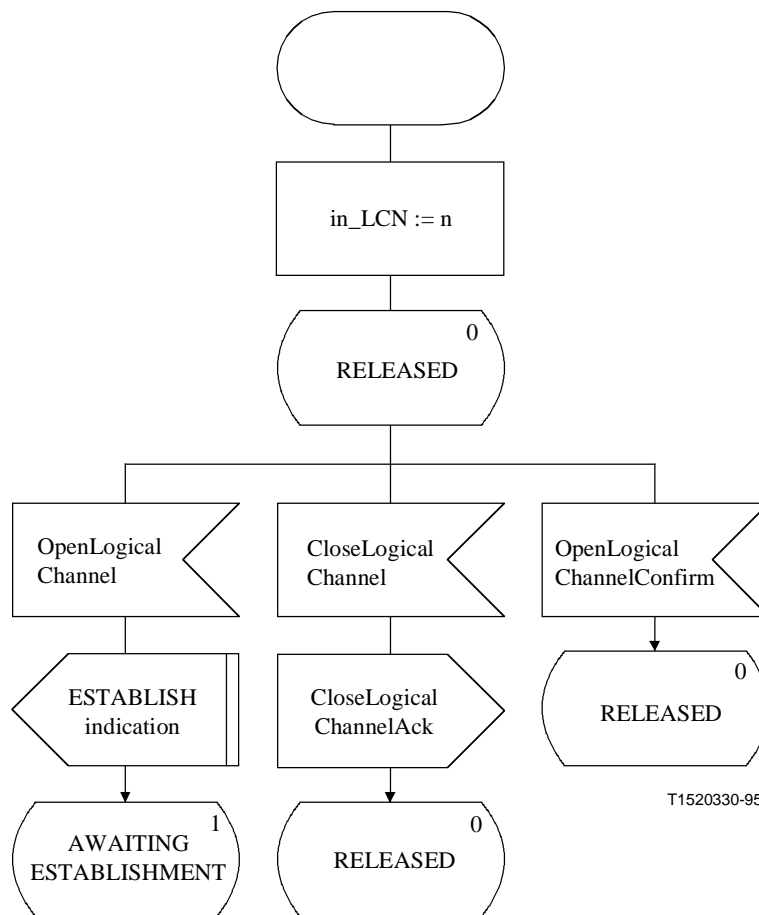 in_LCN := n
0
RELEASED
OpenLogical
Channel
CloseLogical
Channel
OpenLogical
ChannelConfirm
ESTABLISH
indication
CloseLogical
ChannelAck
0
RELEASED
T1520330-95
1
AWAITING
ESTABLISHMENT
0
RELEASED